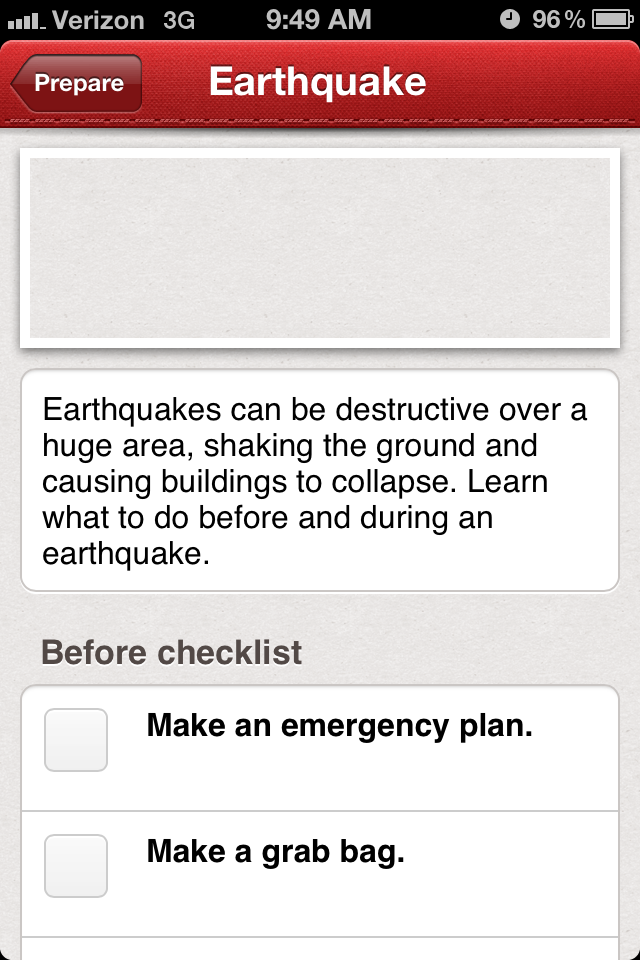 Verizon 3G 9:49 AM 96%
Prepare Earthquake
Earthquakes can be destructive over a
huge area, shaking the ground and
causing buildings to collapse. Learn
what to do before and during an
earthquake.
Before checklist
Make an emergency plan.
Make a grab bag.